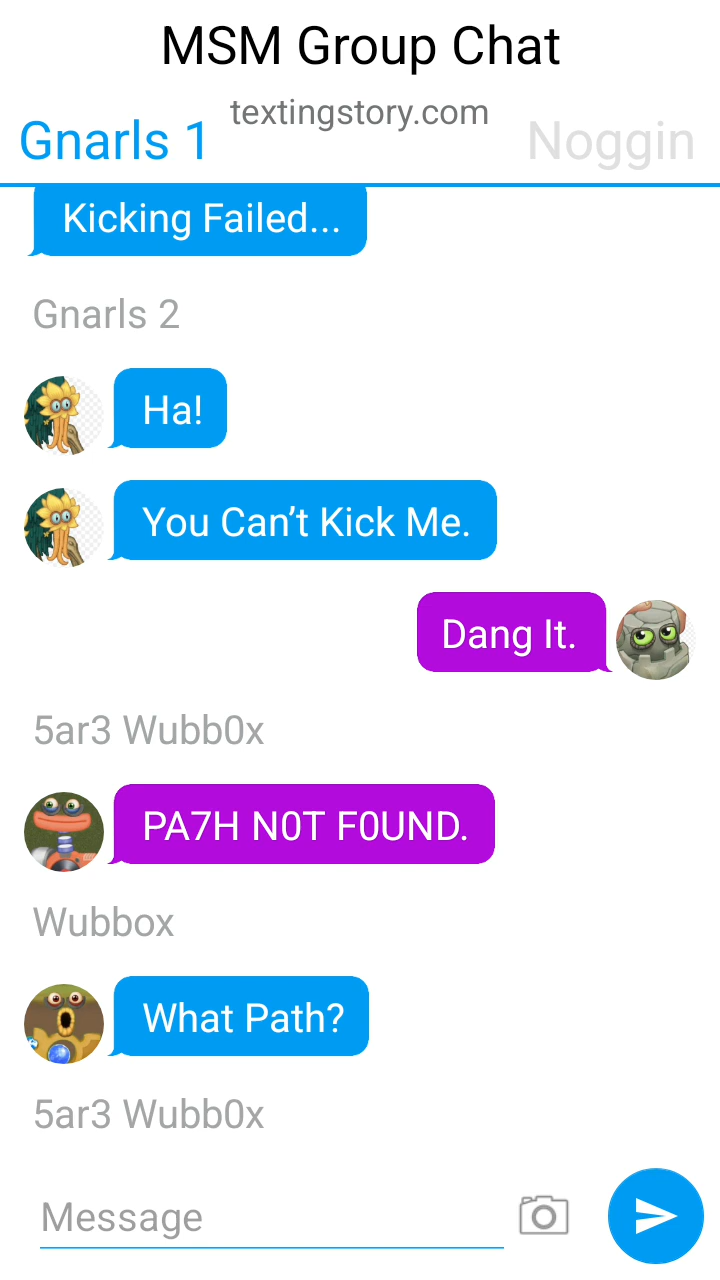 MSM Group Chat
textingstory.com
Gnarls 1
Noggin
Kicking Failed...
Gnarls 2
Ha!
You Can’t Kick Me.
Dang It.
5ar3 Wubb0x
PA7H N0T F0UND.
Wubbox
What Path?
5ar3 Wubb0x
Message